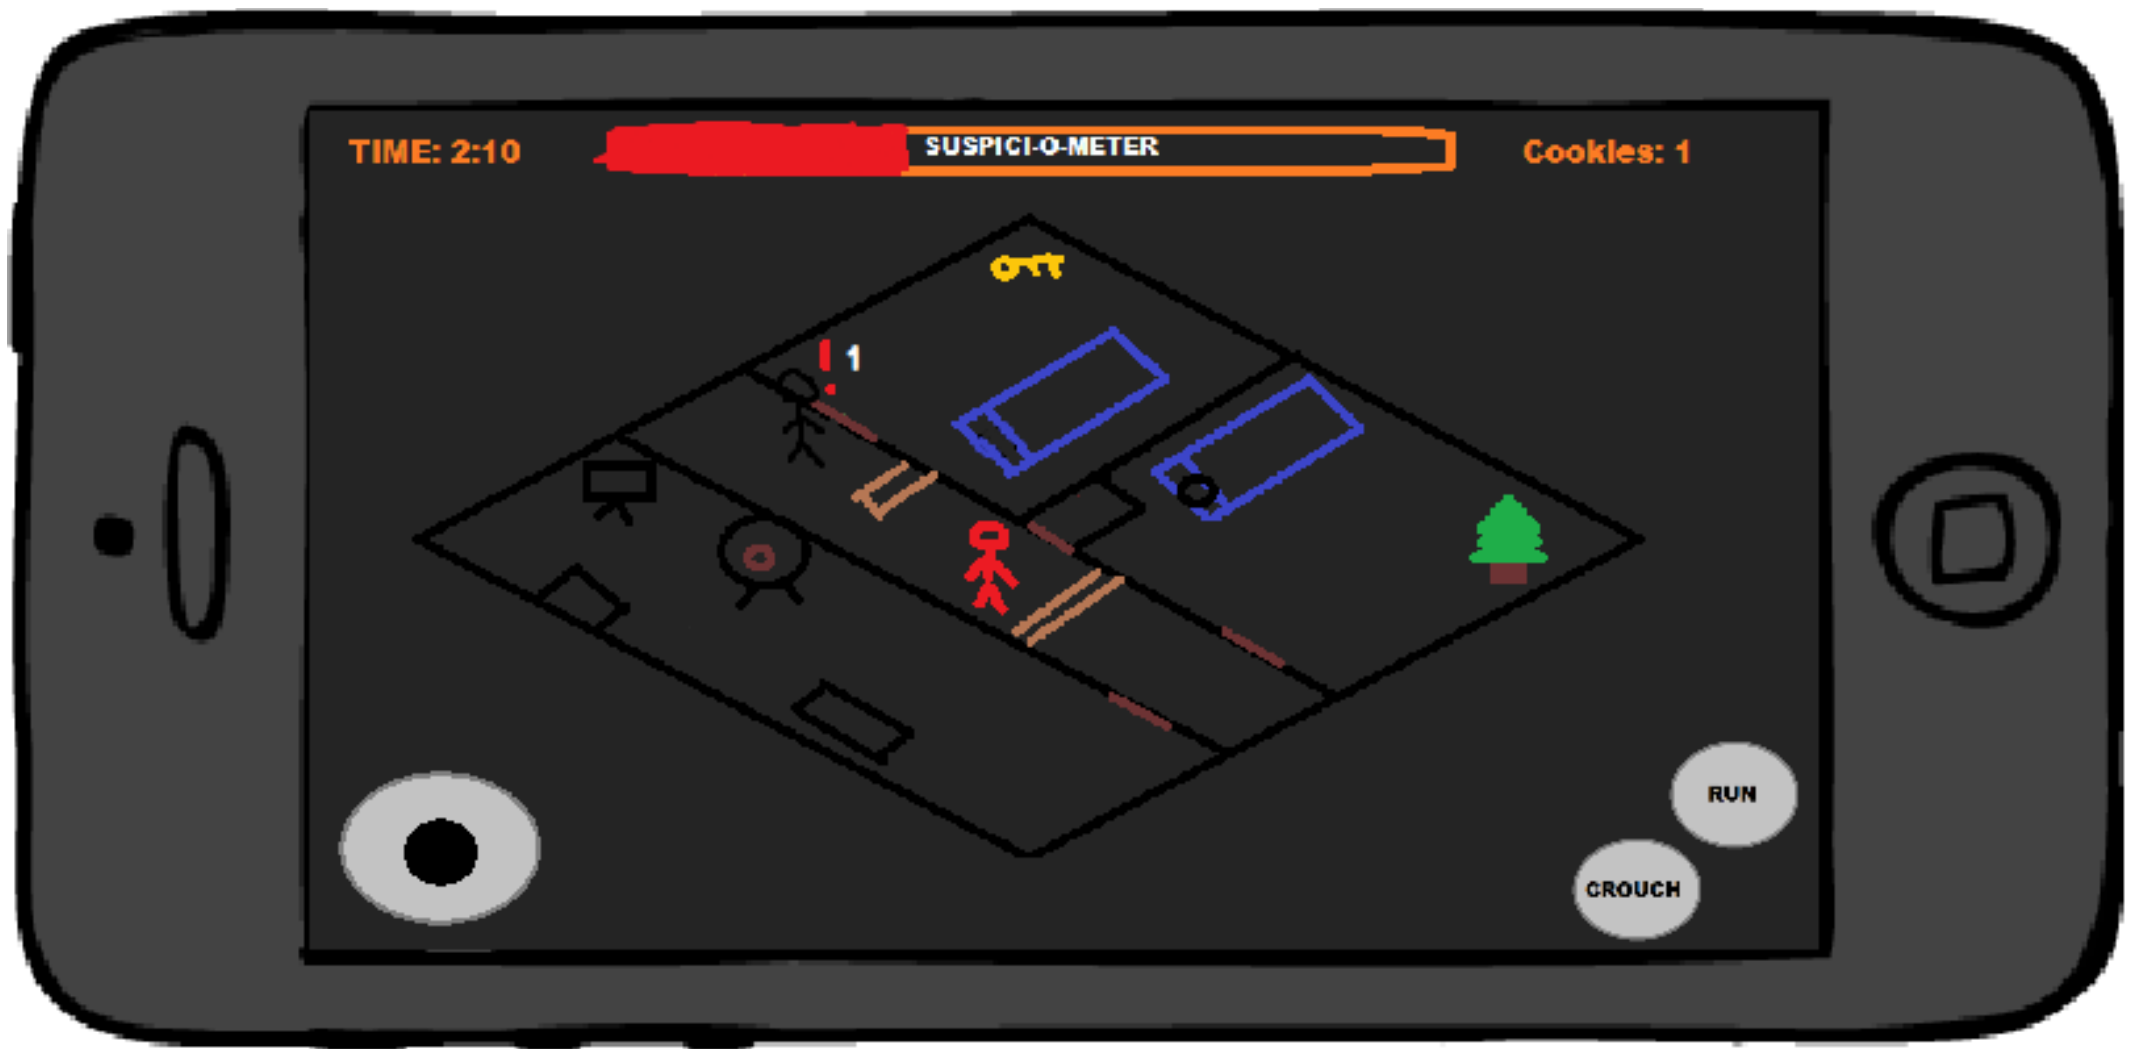 TIME: 2:10
SUSPICI-O-METER
Cookies: 1
! 1
RUN
CROUCH